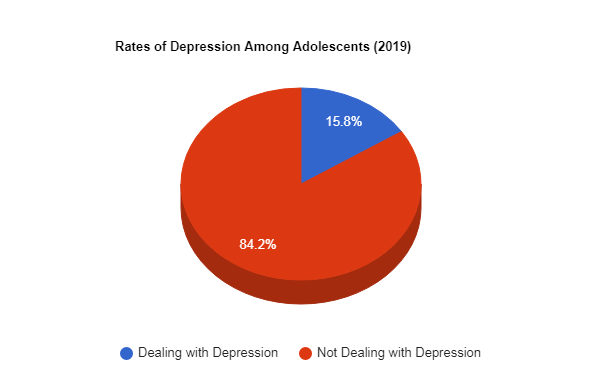 Rates of Depression Among Adolescents (2019)
15.8%
84.2%
Dealing with Depression
Not Dealing with Depression